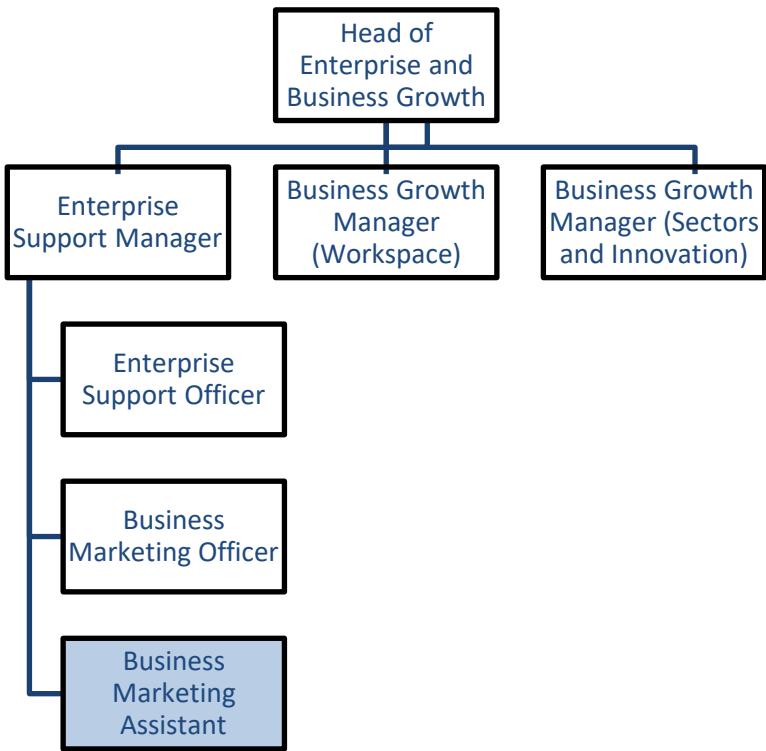 Head of
Enterprise and
Business Growth
Enterprise
Support Manager
Business Growth
Manager
(Workspace)
Business Growth
Manager (Sectors
and Innovation)
Enterprise
Support Officer
Business
Marketing Officer
Business
Marketing
Assistant